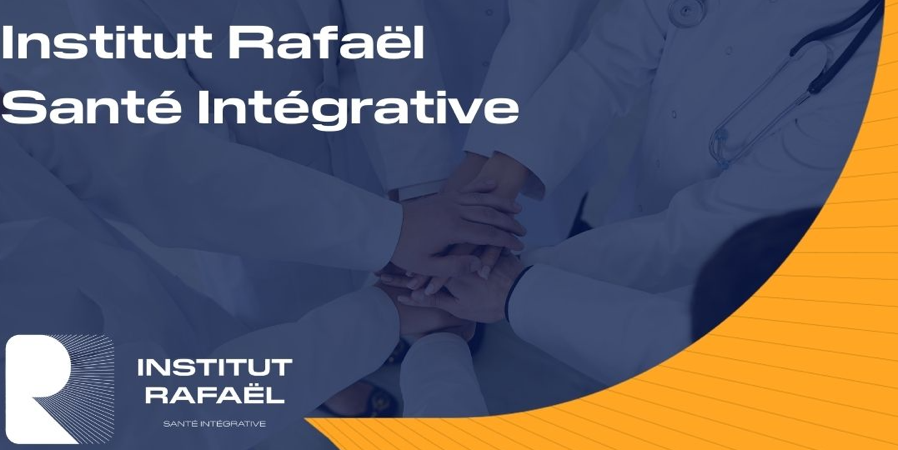 Institut Rafaël
Santé Intégrative
INSTITUT
RAFAËL
SANTÉ INTÉGRATIVE